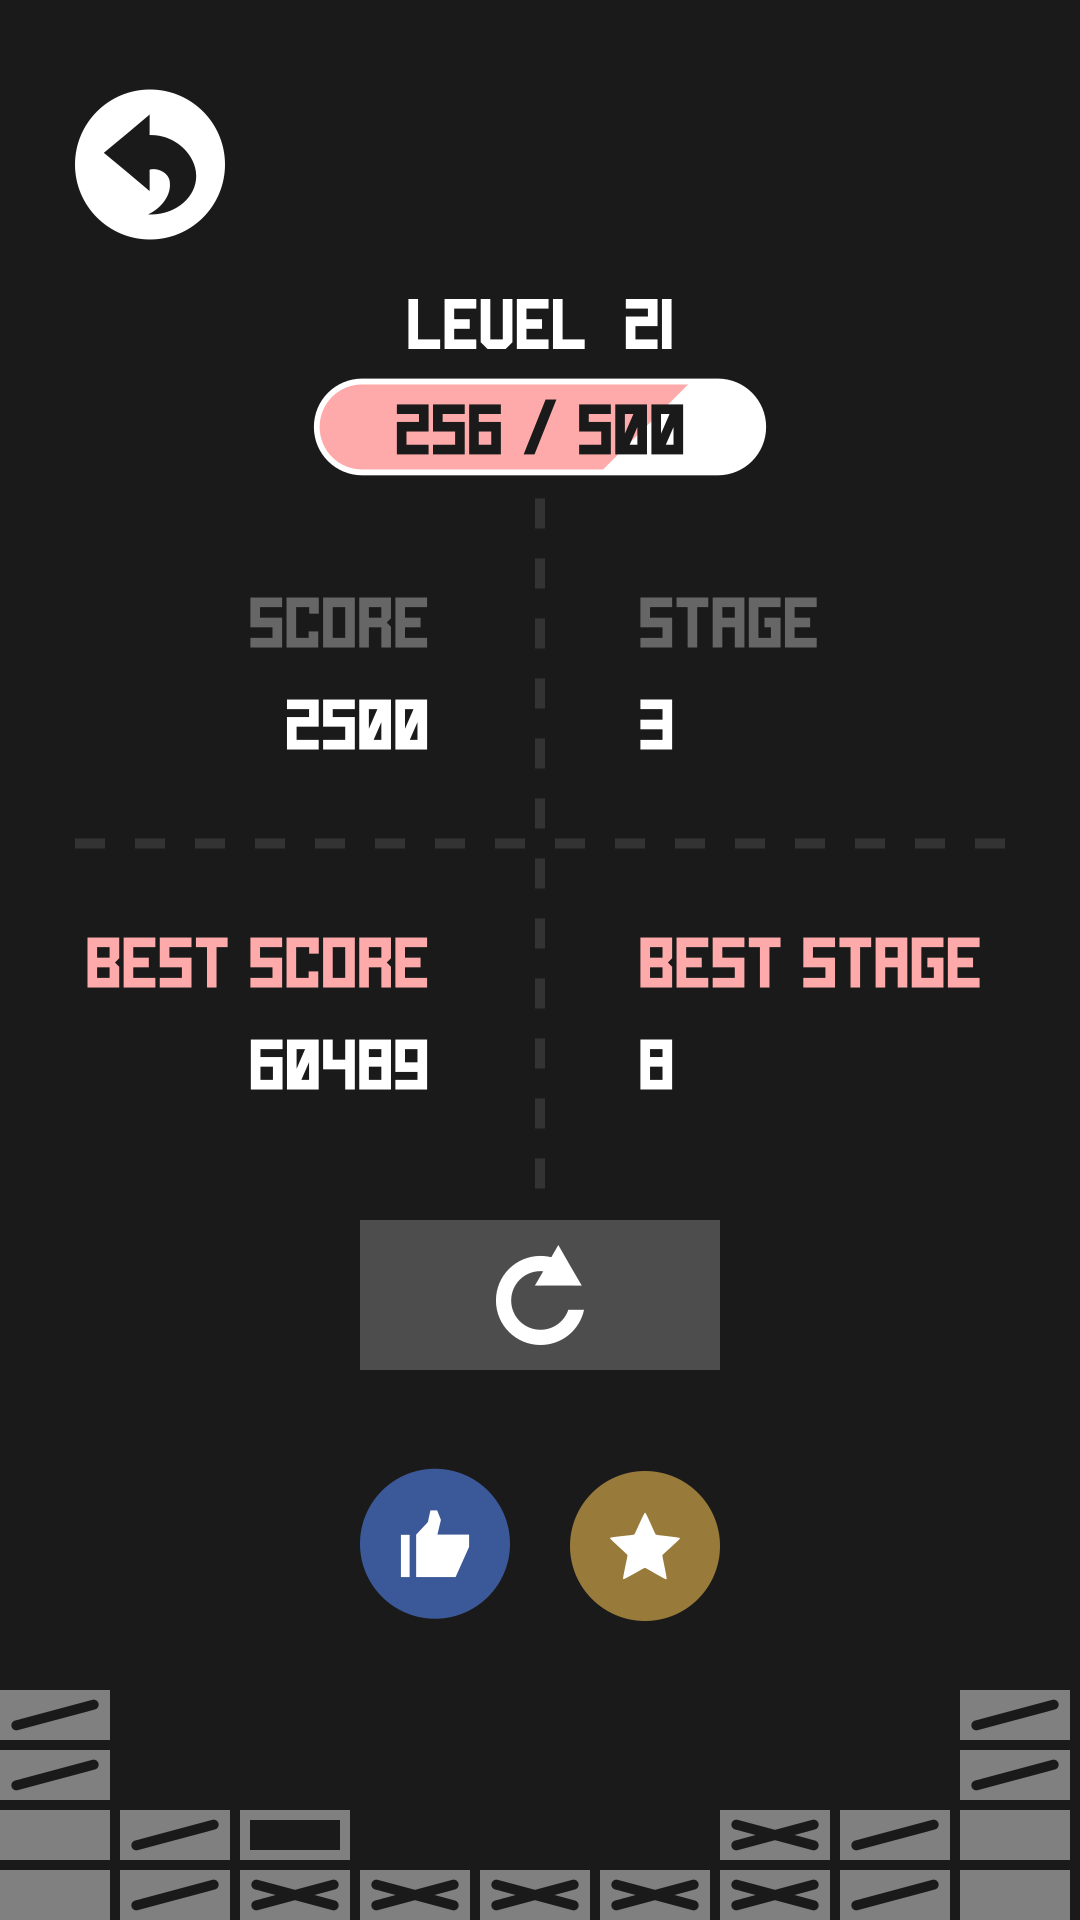 LEVEL 21
256 / 500
SCORE
2500
STAGE
3
BEST SCORE
60489
BEST STAGE
8